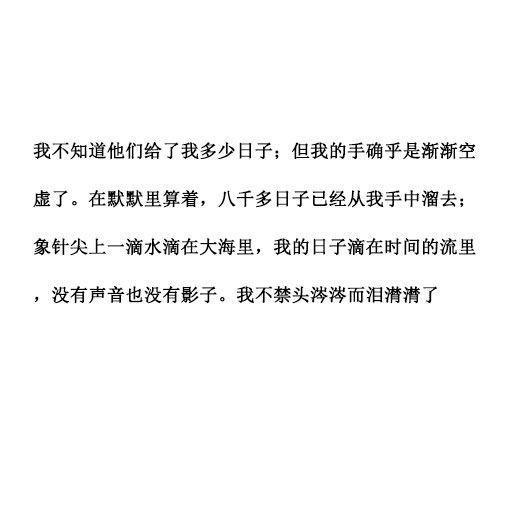 我不知道他们给了我多少日子；但我的手确乎是渐渐空
虚了。在默默里算着，八千多日子已经从我手中溜去；
象针尖上一滴水滴在大海里，我的日子滴在时间的流里
，没有声音也没有影子。我不禁头涔涔而泪潸潸了